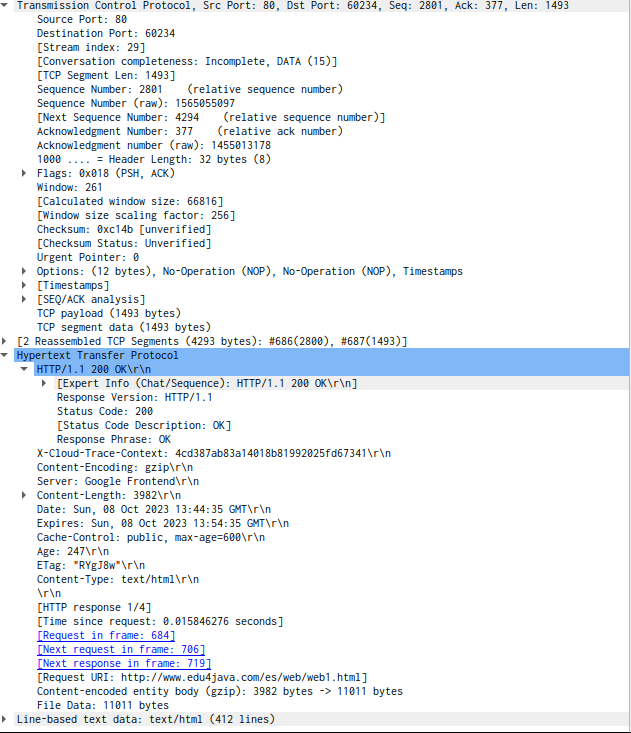 Transmission Control Protocol, Src Port: 80, Dst Port: 60234, Seq: 2801, Ack: 377, Len: 1493
Source Port: 80
Destination Port: 60234
[Stream index: 29]
[Conversation completeness: Incomplete, DATA (15)]
[TCP Segment Len: 1493]
Sequence Number: 2801    (relative sequence number)
Sequence Number (raw): 1565055097
[Next Sequence Number: 4294    (relative sequence number)]
Acknowledgment Number: 377    (relative ack number)
Acknowledgment number (raw): 1455013178
1000 .... = Header Length: 32 bytes (8)
Flags: 0x018 (PSH, ACK)
Window: 261
[Calculated window size: 66816]
[Window size scaling factor: 256]
Checksum: 0xc14b [unverified]
[Checksum Status: Unverified]
Urgent Pointer: 0
Options: (12 bytes), No-Operation (NOP), No-Operation (NOP), Timestamps
[Timestamps]
[SEQ/ACK analysis]
TCP payload (1493 bytes)
TCP segment data (1493 bytes)
[2 Reassembled TCP Segments (4293 bytes): #686(2800), #687(1493)]
Hypertext Transfer Protocol
HTTP/1.1 200 OK\r\n
[Expert Info (Chat/Sequence): HTTP/1.1 200 OK\r\n]
Response Version: HTTP/1.1
Status Code: 200
[Status Code Description: OK]
Response Phrase: OK
X-Cloud-Trace-Context: 4cd387ab83a14018b81992025fd67341\r\n
Content-Encoding: gzip\r\n
Server: Google Frontend\r\n
Content-Length: 3982\r\n
Date: Sun, 08 Oct 2023 13:44:35 GMT\r\n
Expires: Sun, 08 Oct 2023 13:54:35 GMT\r\n
Cache-Control: public, max-age=600\r\n
Age: 247\r\n
ETag: "RYgJ8w"\r\n
Content-Type: text/html\r\n
\r\n
[HTTP response 1/4]
[Time since request: 0.015846276 seconds]
[Request in frame: 684]
[Next request in frame: 706]
[Next response in frame: 719]
[Request URI: http://www.edu4java.com/es/web/web1.html]
Content-encoded entity body (gzip): 3982 bytes -> 11011 bytes
File Data: 11011 bytes
Line-based text data: text/html (412 lines)